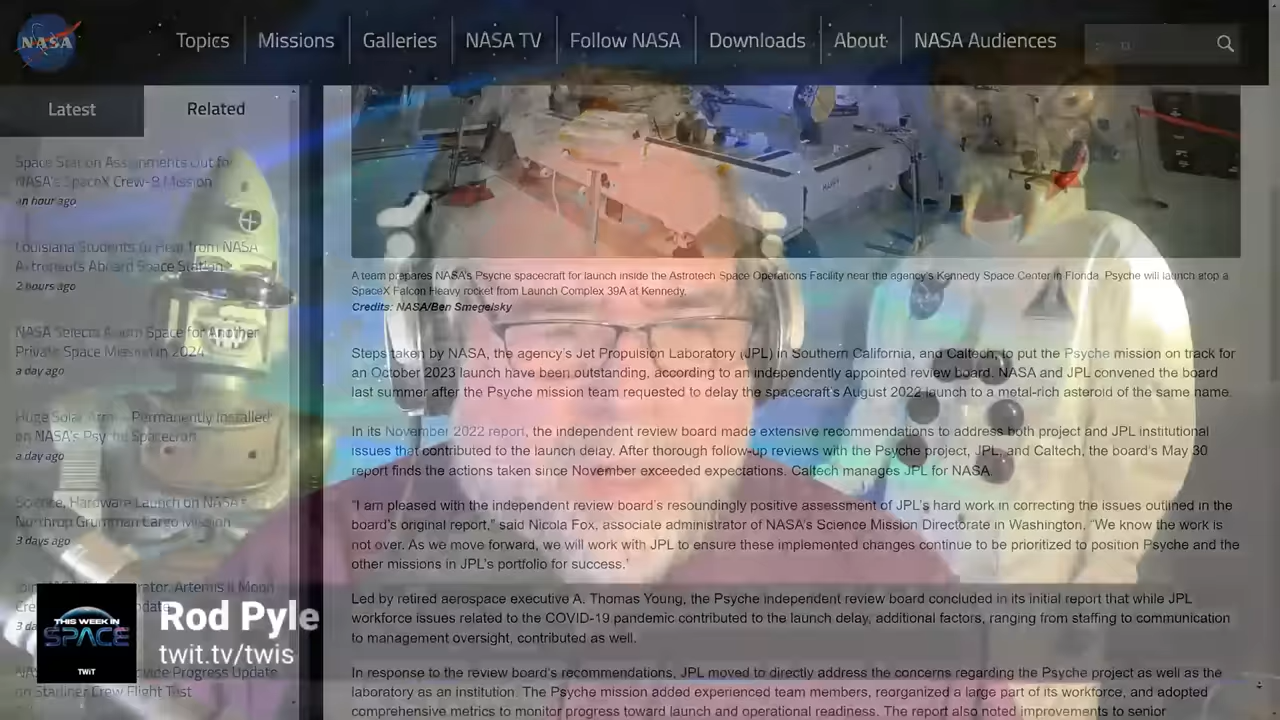 NASA
Topics
Missions
Galleries
NASA TV
Follow NASA
Downloads
About
NASA Audiences
Latest
Related
Space Station Assignments Out for
NASA's SpaceX Crew-8 Mission
an hour ago
Louisiana Students to Hear from NASA
Astronauts Aboard Space Station
2 hours ago
NASA Selects Axiom Space for Another
Private Space Mission in 2024
a day ago
Huge Solar Arrays Permanently Installed
on NASA's Psyche Spacecraft
a day ago
Science, Hardware Launch on NASA's
Northrop Grumman Cargo Mission
3 days ago
Artemis II Moon
Progress Update
on Starliner Crew Flight Test
A team prepares NASA's Psyche spacecraft for launch inside the Astrotech Space Operations Facility near the agency's Kennedy Space Center in Florida. Psyche will launch atop a
SpaceX Falcon Heavy rocket from Launch Complex 39A at Kennedy.
Credits: NASA/Ben Smegelsky
Steps taken by NASA, the agency's Jet Propulsion Laboratory (JPL) in Southern California, and Caltech, to put the Psyche mission on track for
an October 2023 launch have been outstanding, according to an independently appointed review board. NASA and JPL convened the board
last summer after the Psyche mission team requested to delay the spacecraft's August 2022 launch to a metal-rich asteroid of the same name.
In its November 2022 report, the independent review board made extensive recommendations to address both project and JPL institutional
issues that contributed to the launch delay. After thorough follow-up reviews with the Psyche project, JPL, and Caltech, the board's May 30
report finds the actions taken since November exceeded expectations. Caltech manages JPL for NASA.
"I am pleased with the independent review board's resoundingly positive assessment of JPL's hard work in correcting the issues outlined in the
board's original report," said Nicola Fox, associate administrator of NASA's Science Mission Directorate in Washington. "We know the work is
not over. As we move forward, we will work with JPL to ensure these implemented changes continue to be prioritized to position Psyche and the
other missions in JPL's portfolio for success."
Led by retired aerospace executive A. Thomas Young, the Psyche independent review board concluded in its initial report that while JPL
workforce issues related to the COVID-19 pandemic contributed to the launch delay, additional factors, ranging from staffing to communication
to management oversight, contributed as well.
In response to the review board's recommendations, JPL moved to directly address the concerns regarding the Psyche project as well as the
laboratory as an institution. The Psyche mission added experienced team members, reorganized a large part of its workforce, and adopted
comprehensive metrics to monitor progress toward launch and operational readiness. The report also noted improvements to senior
THIS WEEK IN
SPACE
TWiT
Rod Pyle
twit.tv/twis